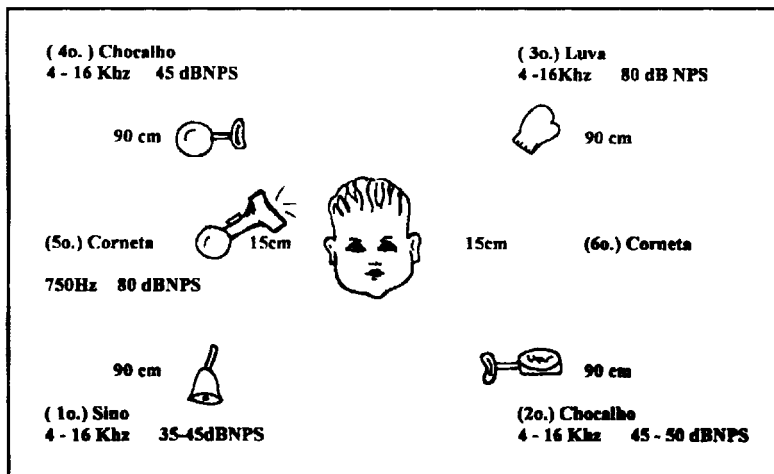 ( 4o. ) Chocalho
4 - 16 Khz 45 dBNPS
( 3o.) Luva
4 -16Khz 80 dB NPS
90 cm
90 cm
(5o.) Corneta
15cm
15cm
(6o.) Corneta
750Hz 80 dBNPS
90 cm
90 cm
( 1o.) Sino
4 - 16 Khz 35-45dBNPS
(2o.) Chocalho
4 - 16 Khz 45 - 50 dBNPS